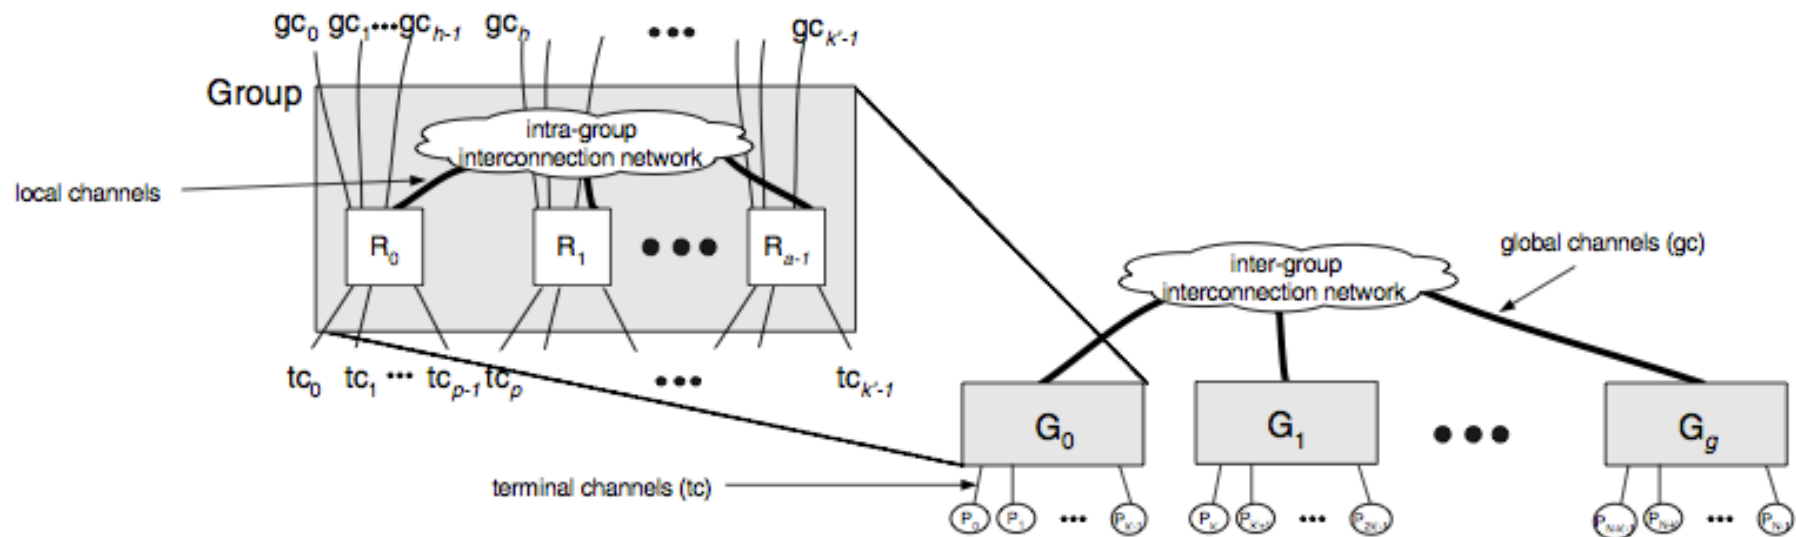 gc0 gc1•••gch-1 gch ••• gck'-1
Group
intra-group
interconnection network
local channels
R0 R1 ••• Ra-1
tc0 tc1 ••• tcp-1 tcp ••• tck'-1
global channels (gc)
inter-group
interconnection network
G0 G1 ••• Gg
terminal channels (tc)
P0 P1 •••
•••
••• PN-1